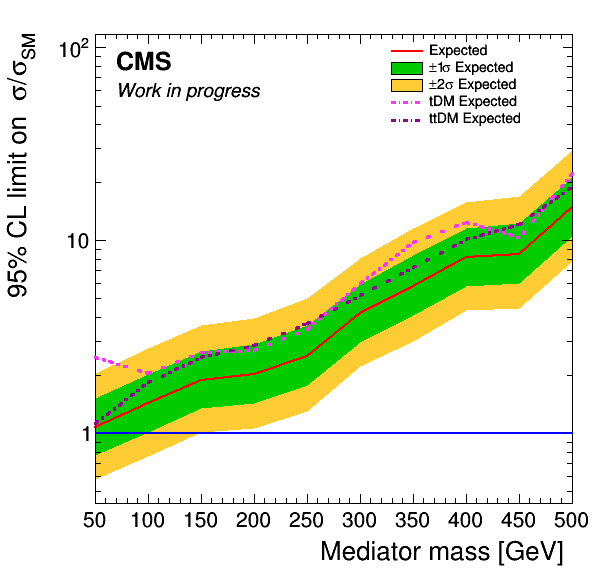 CMS
Work in progress
Expected
±1σ Expected
±2σ Expected
tDM Expected
ttDM Expected
95% CL limit on σ/σSM
10²
10
1
50 100 150 200 250 300 350 400 450 500
Mediator mass [GeV]